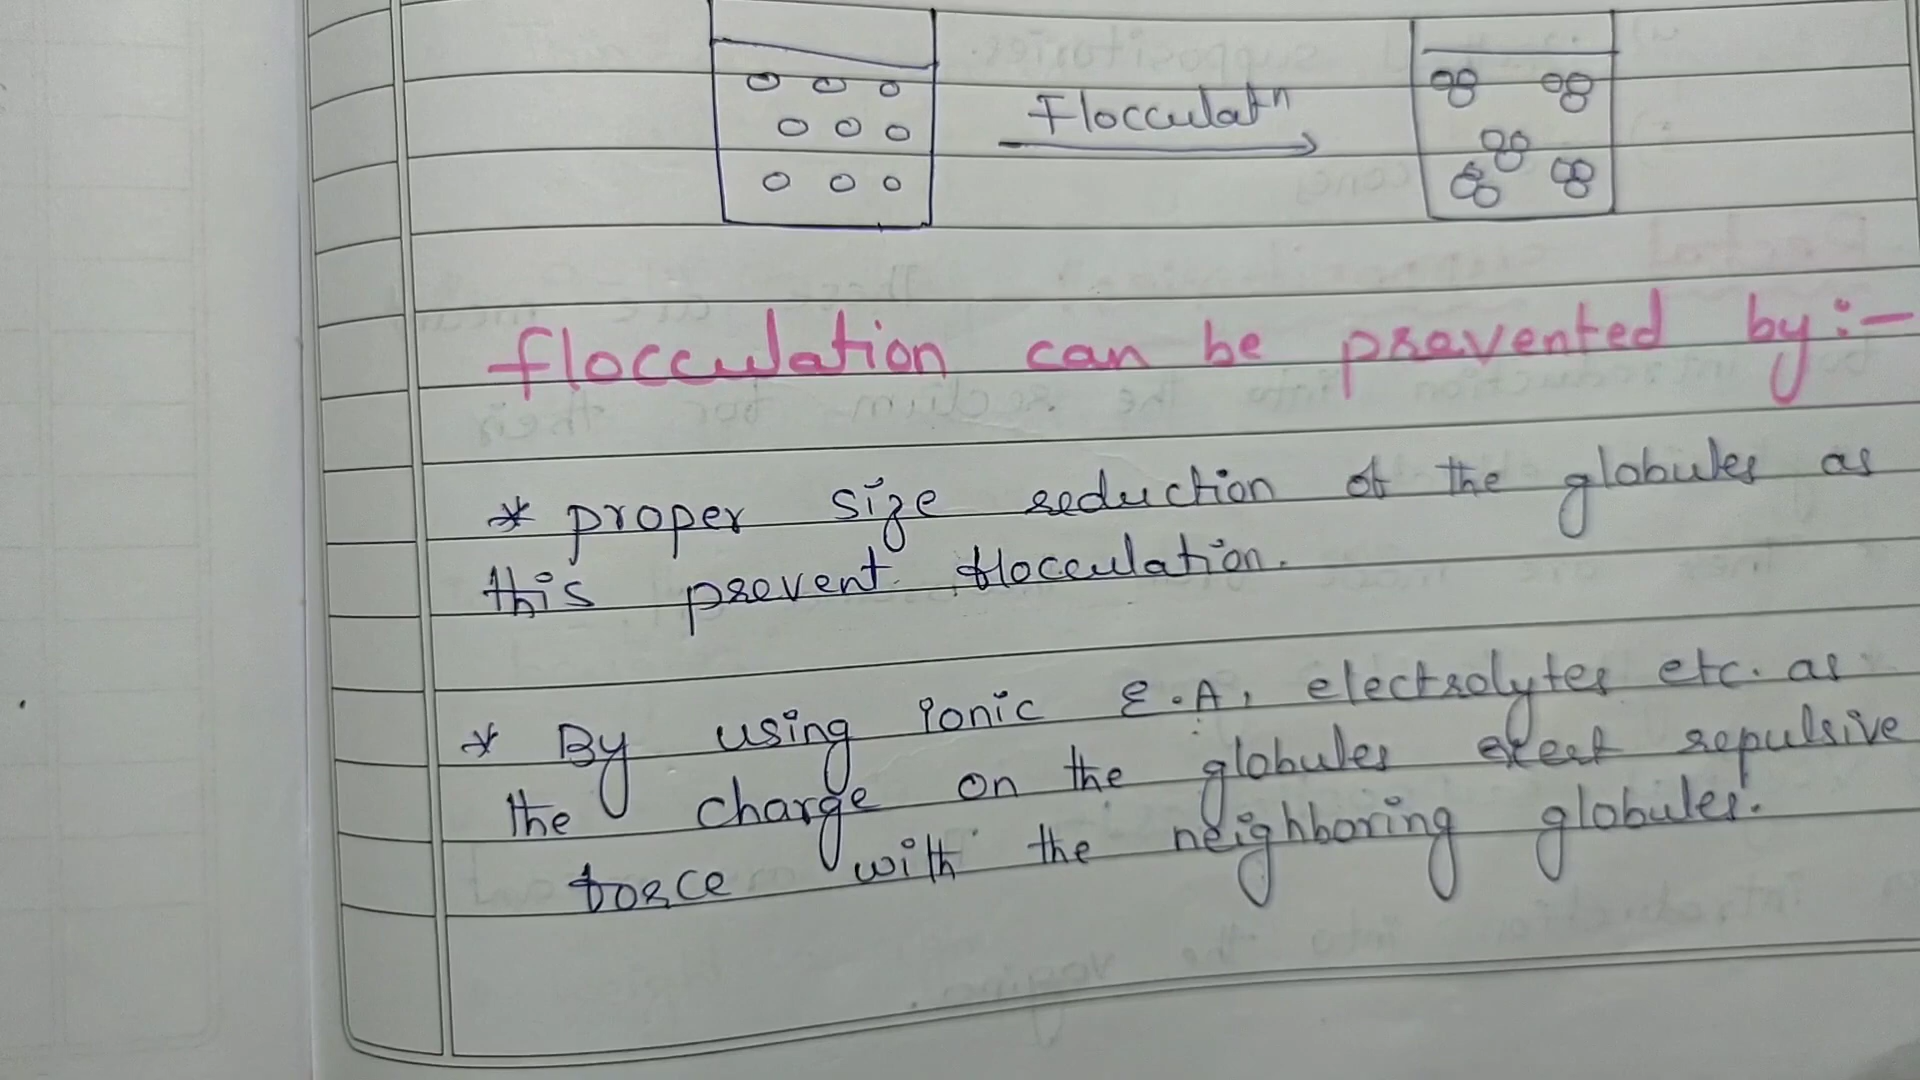 Flocculatn
flocculation can be prevented by:-
* proper size reduction of the globules as
this prevent flocculation.
* By using ionic E.A, electrolytes etc. as
the charge on the globules exert repulsive
force with the neighboring globules.